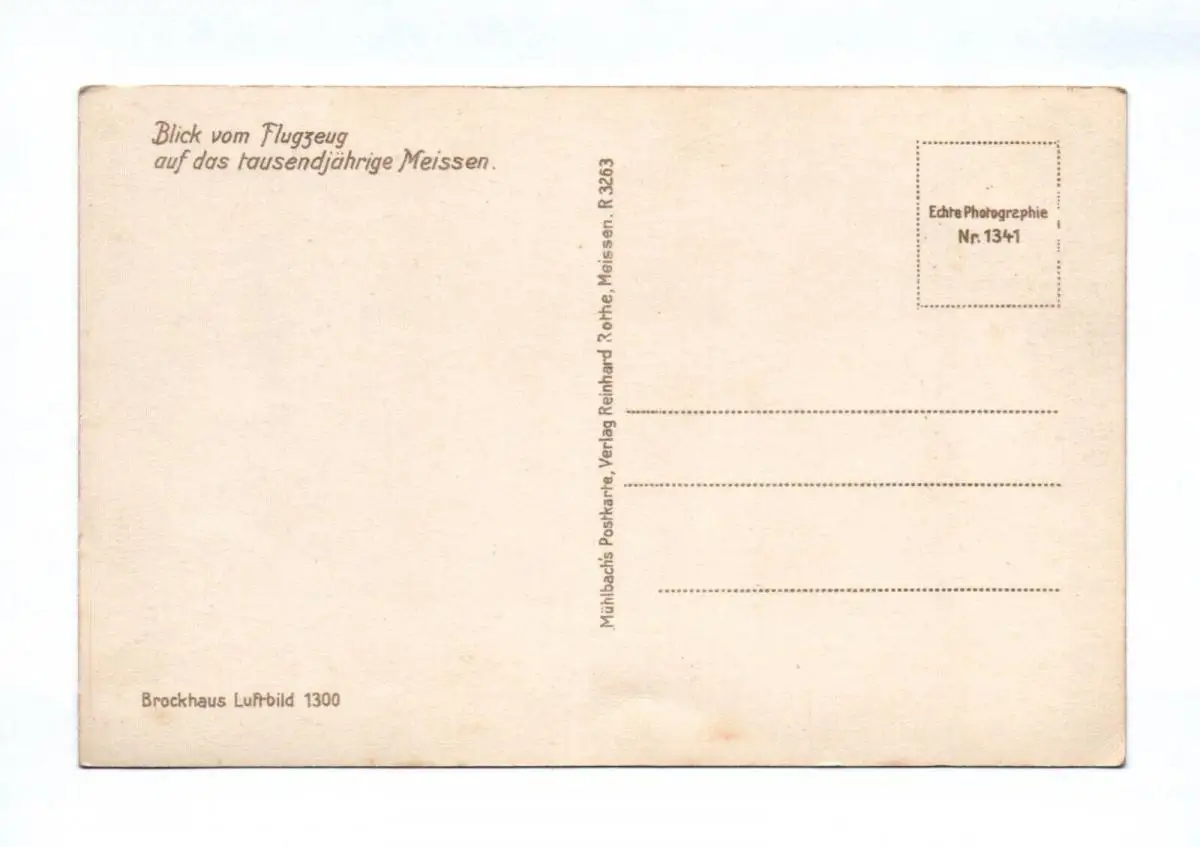 Blick vom Flugzeug
auf das tausendjährige Meissen.
Mühlbach's Postkarte, Verlag Reinhard Rothe, Meissen. R 3263
Echte Photographie
Nr. 1341
Brockhaus Luftbild 1300